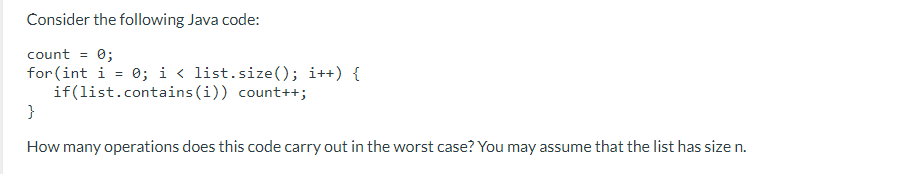 Consider the following Java code:
count = 0;
for(int i = 0; i < list.size(); i++) {
if(list.contains(i)) count++;
}
How many operations does this code carry out in the worst case? You may assume that the list has size n.